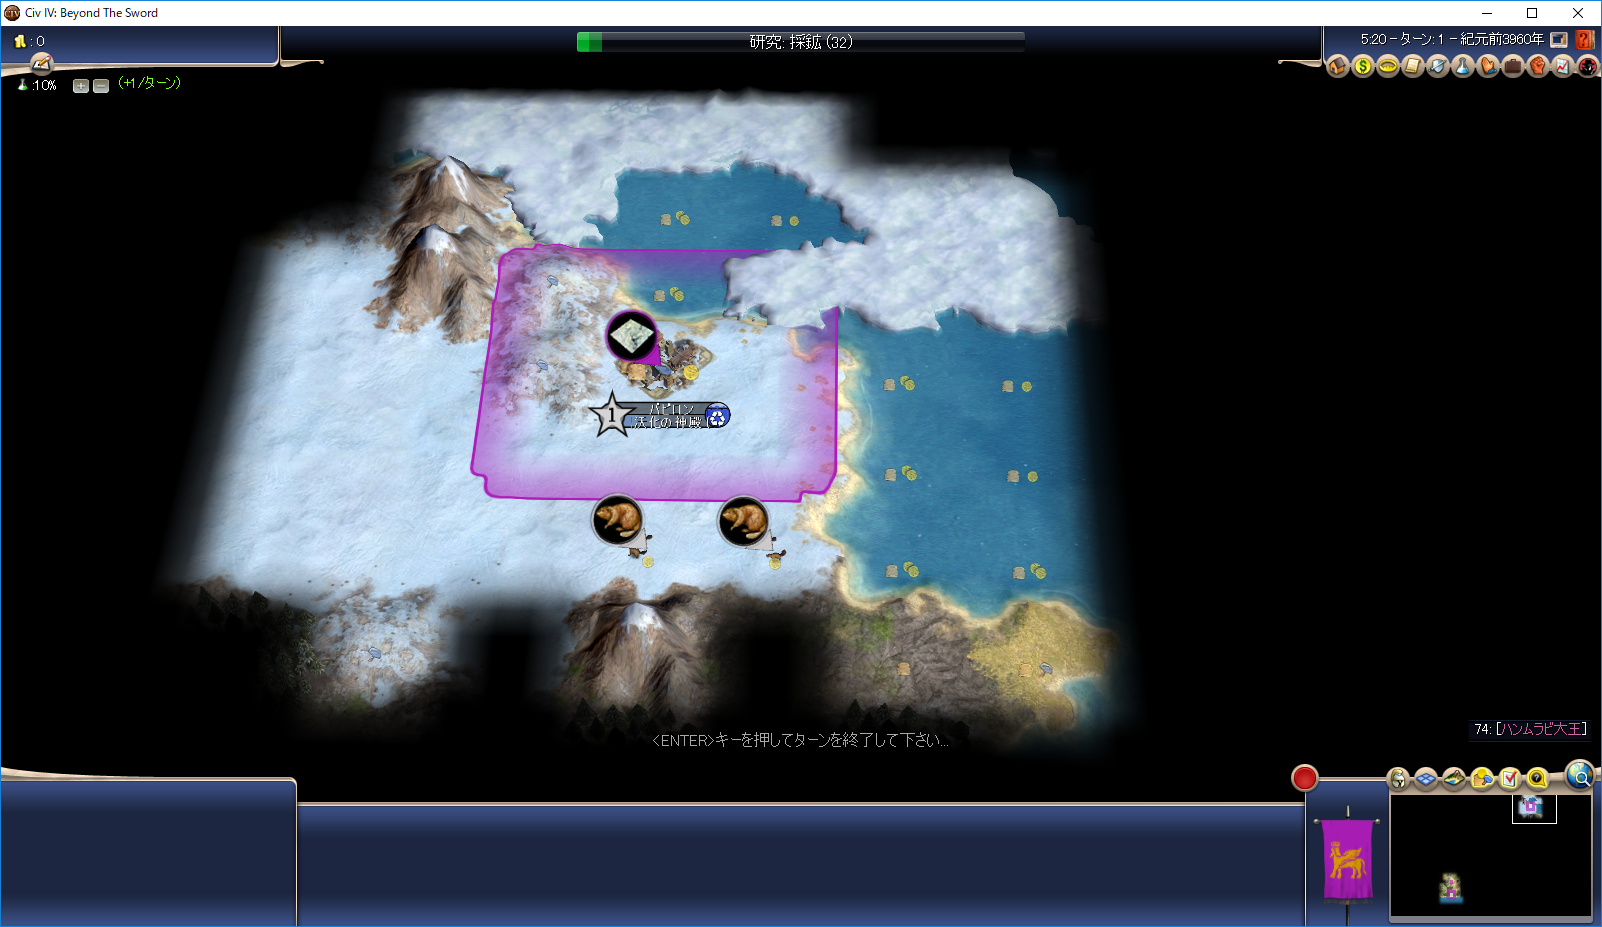 Civ IV: Beyond The Sword
: 0
研究: 採鉱 (32)
5:20 - ターン: 1 - 紀元前3960年
:10%
(+1/ターン)
1
バビロン
<ENTER>キーを押してターンを終了して下さい...
74: [ハンムラビ大王]